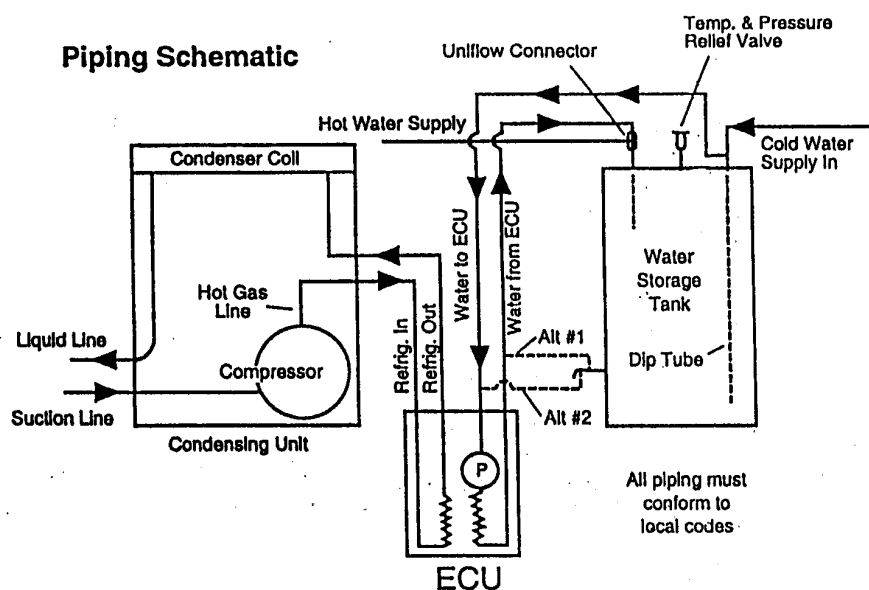 Piping Schematic
Uniflow Connector
Temp. & Pressure
Relief Valve
Hot Water Supply
Cold Water
Supply In
Condenser Coil
Water to ECU
Water from ECU
Water
Storage
Tank
Hot Gas
Line
Refrig. In
Refrig. Out
Liquid Line
Alt #1
Compressor
Dip Tube
Suction Line
Alt #2
Condensing Unit
P
All piping must
conform to
local codes
ECU